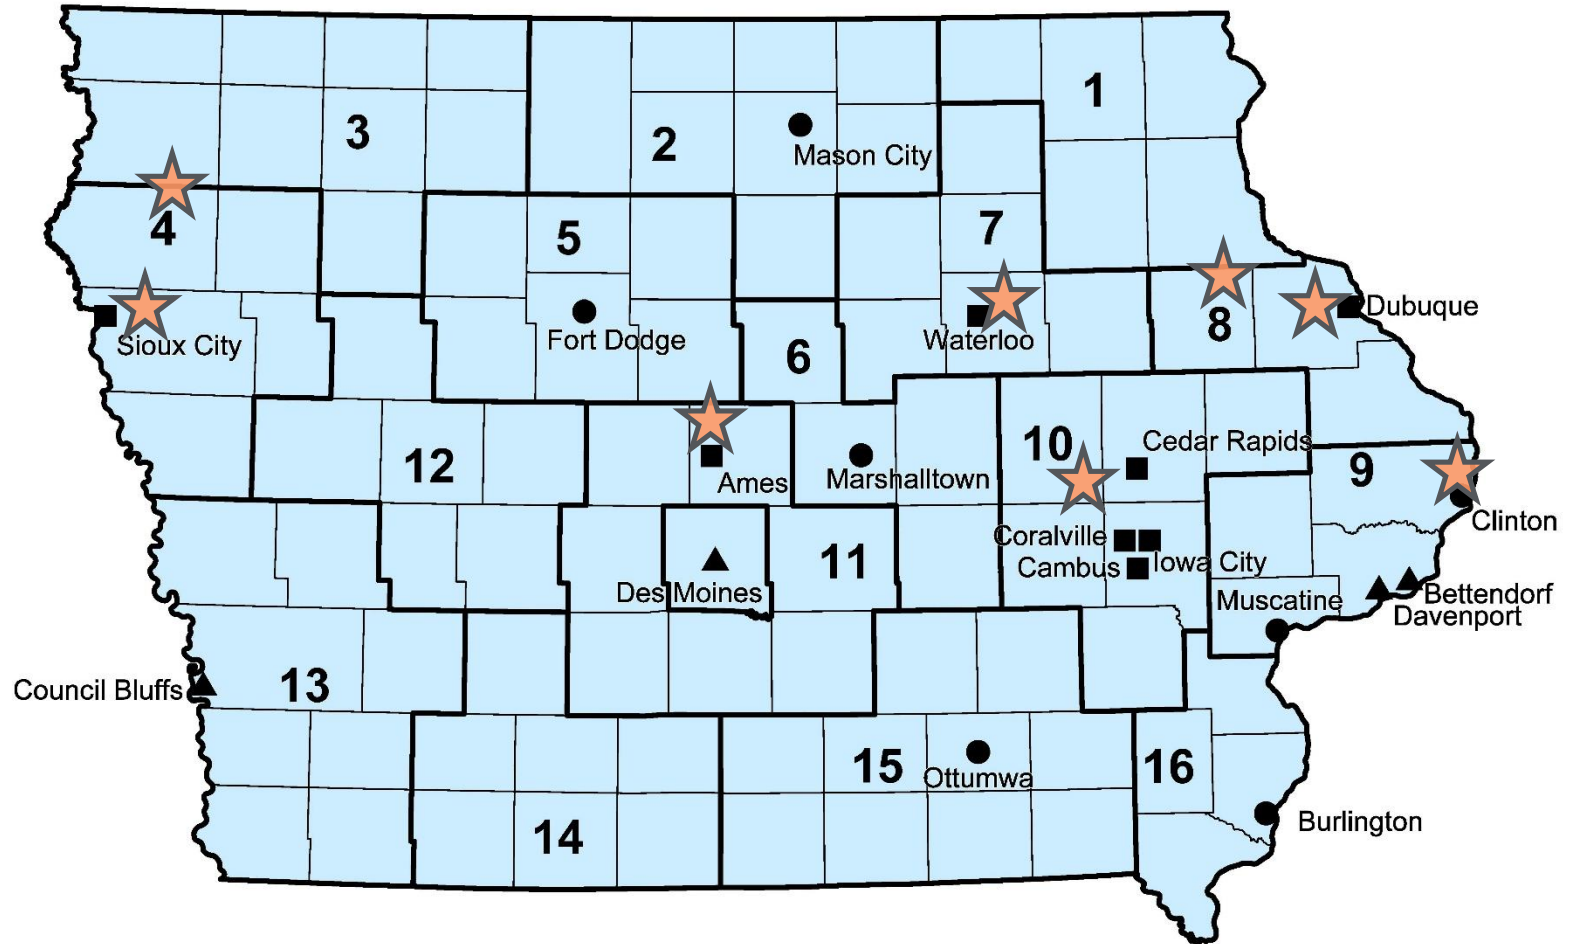 1
3
2
Mason City
4
5
7
Dubuque
8
Fort Dodge
Waterloo
Sioux City
6
10
Cedar Rapids
12
9
Marshalltown
Ames
Clinton
Coralville
11
Iowa City
Cambus
Des Moines
Bettendorf
Muscatine
Davenport
13
Council Bluffs
15
16
Ottumwa
Burlington
14